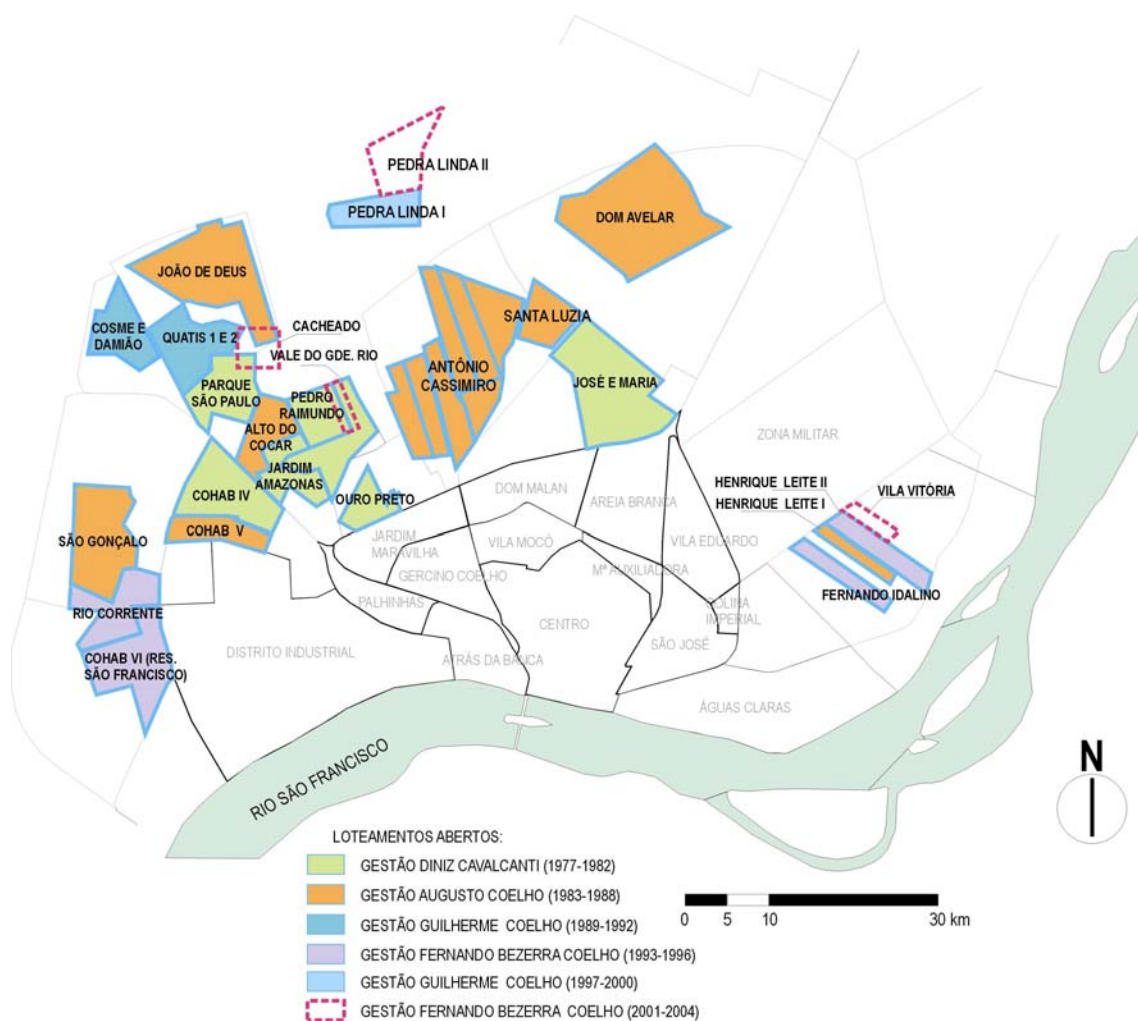 PEDRA LINDA II
PEDRA LINDA I
DOM AVELAR
JOÃO DE DEUS
COSME E
DAMIÃO
QUATIS 1 E 2
CACHEADO
VALE DO GDE. RIO
SANTA LUZIA
ANTÔNIO
CASSIMIRO
JOSÉ E MARIA
PARQUE
SÃO PAULO
PEDRO
RAIMUNDO
ALTO DO
COCAR
JARDIM
AMAZONAS
ZONA MILITAR
COHAB IV
OURO PRETO
DOM MALAN
AREIA BRANCA
HENRIQUE LEITE II
HENRIQUE LEITE I
VILA VITÓRIA
COHAB V
SÃO GONÇALO
JARDIM
MARAVILHA
VILA MOCÓ
VILA EDUARDO
GERCINO COELHO
Mª AUXILIADORA
FERNANDO IDALINO
PALHINHAS
RIO CORRENTE
CENTRO
COLINA
IMPERIAL
SÃO JOSÉ
DISTRITO INDUSTRIAL
ATRÁS DA BANCA
COHAB VI (RES.
SÃO FRANCISCO)
ÁGUAS CLARAS
RIO SÃO FRANCISCO
N
LOTEAMENTOS ABERTOS:
GESTÃO DINIZ CAVALCANTI (1977-1982)
GESTÃO AUGUSTO COELHO (1983-1988)
GESTÃO GUILHERME COELHO (1989-1992)
GESTÃO FERNANDO BEZERRA COELHO (1993-1996)
GESTÃO GUILHERME COELHO (1997-2000)
GESTÃO FERNANDO BEZERRA COELHO (2001-2004)
0 5 10 30 km